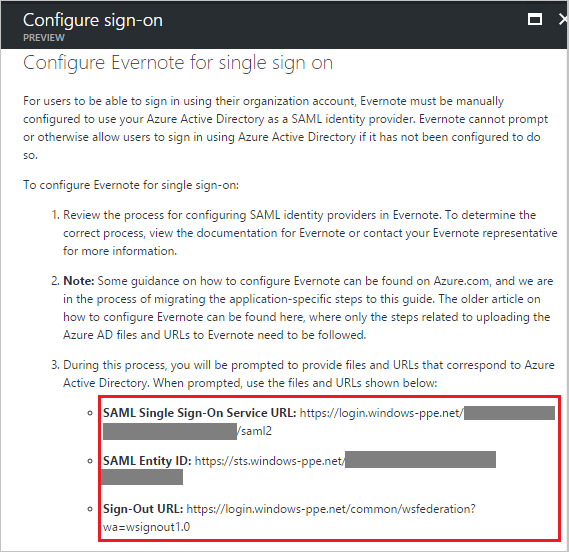 Configure sign-on
PREVIEW
Configure Evernote for single sign on
For users to be able to sign in using their organization account, Evernote must be manually
configured to use your Azure Active Directory as a SAML identity provider. Evernote cannot prompt
or otherwise allow users to sign in using Azure Active Directory if it has not been configured to do
so.
To configure Evernote for single sign-on:
1. Review the process for configuring SAML identity providers in Evernote. To determine the
correct process, view the documentation for Evernote or contact your Evernote representative
for more information.
2. Note: Some guidance on how to configure Evernote can be found on Azure.com, and we are
in the process of migrating the application-specific steps to this guide. The older article on
how to configure Evernote can be found here, where only the steps related to uploading the
Azure AD files and URLs to Evernote need to be followed.
3. During this process, you will be prompted to provide files and URLs that correspond to Azure
Active Directory. When prompted, use the files and URLs shown below:
SAML Single Sign-On Service URL: https://login.windows-ppe.net/
/saml2
SAML Entity ID: https://sts.windows-ppe.net/
Sign-Out URL: https://login.windows-ppe.net/common/wsfederation?
wa=wsignout1.0